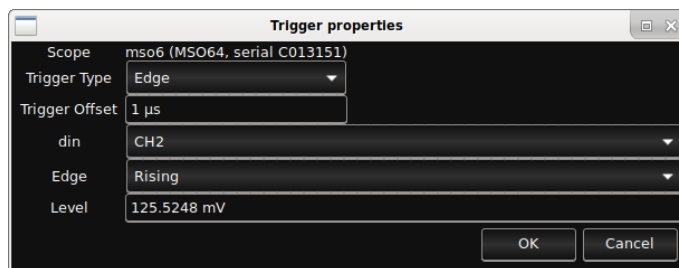 Trigger properties
Scope mso6 (MSO64, serial C013151)
Trigger Type Edge
Trigger Offset 1 µs
din CH2
Edge Rising
Level 125.5248 mV
OK Cancel